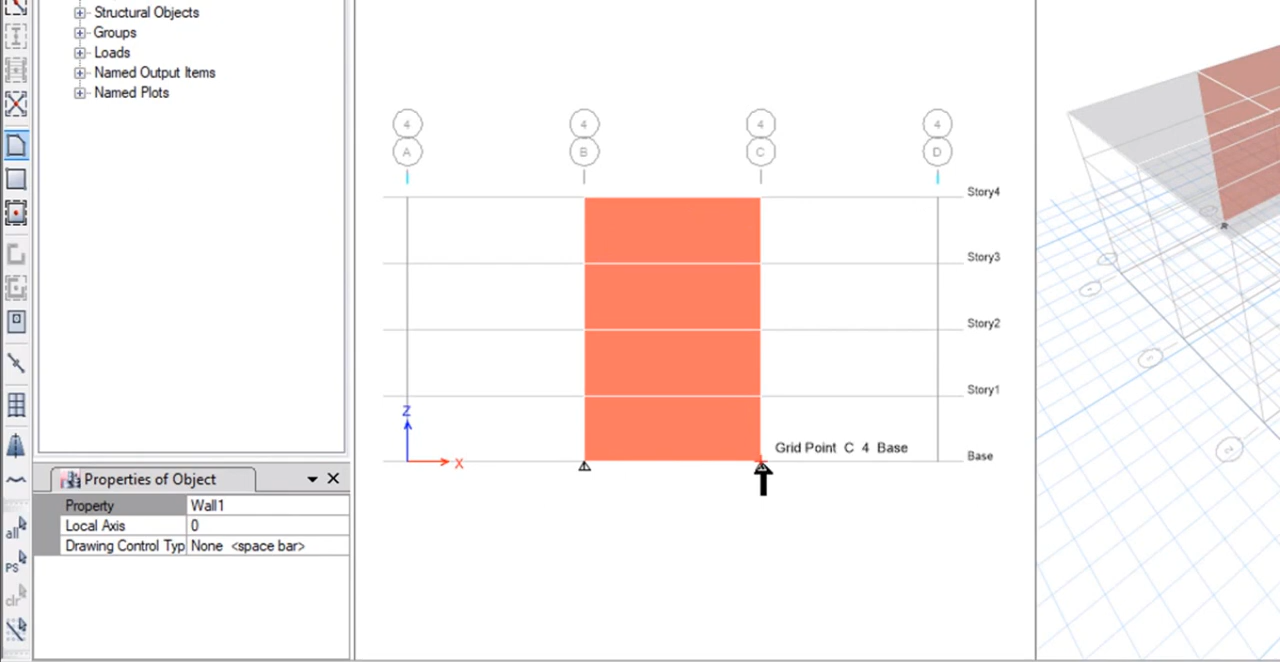 Structural Objects
Groups
Loads
Named Output Items
Named Plots
4 4 4 4
A B C D
Story4
Story3
Story2
Story1
Z
Grid Point C 4 Base
Base
X
Properties of Object
Property Wall1
Local Axis 0
Drawing Control Typ None <space bar>
all
PS
clr